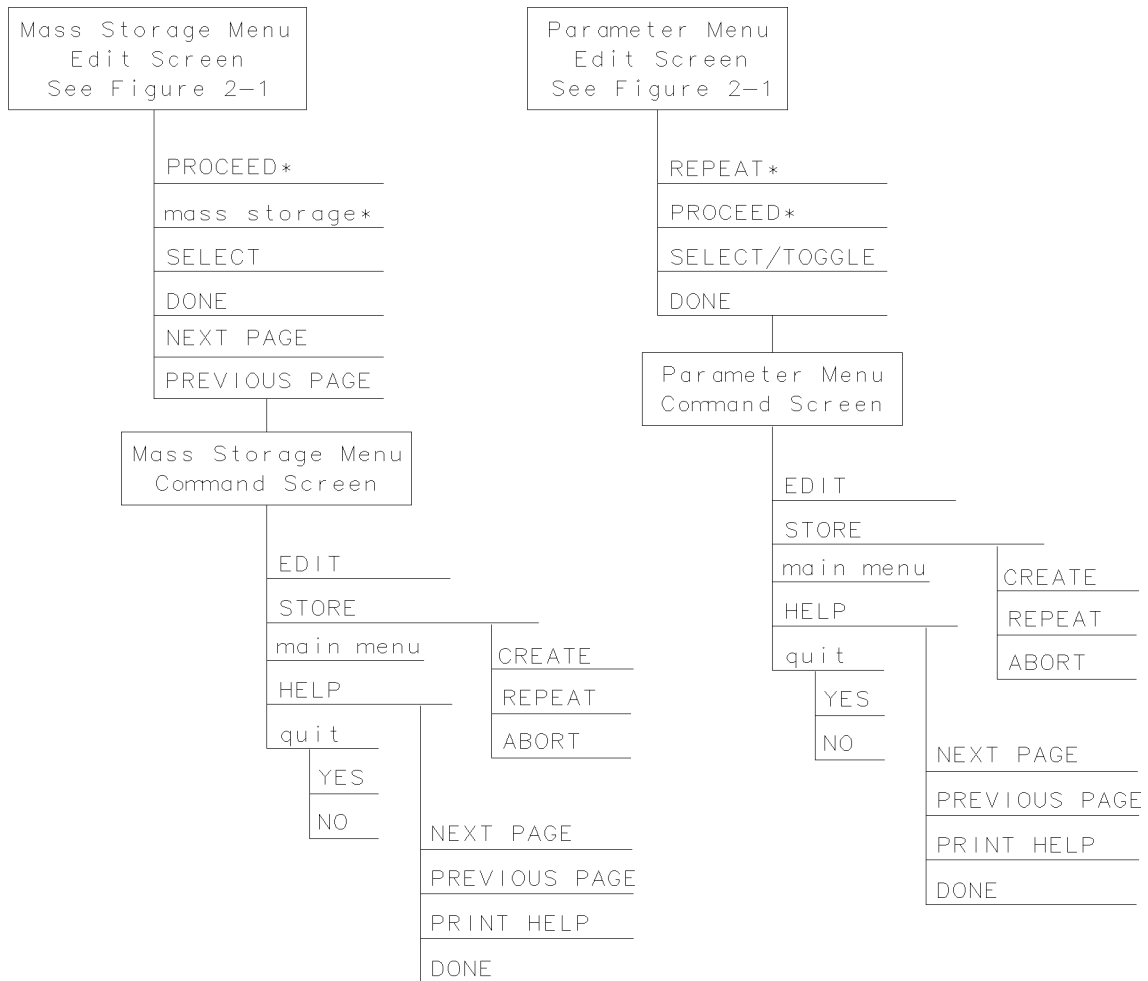 Mass Storage Menu
Edit Screen
See Figure 2-1
PROCEED*
mass storage*
SELECT
DONE
NEXT PAGE
PREVIOUS PAGE
Mass Storage Menu
Command Screen
EDIT
STORE
CREATE
REPEAT
ABORT
main menu
HELP
NEXT PAGE
PREVIOUS PAGE
PRINT HELP
DONE
quit
YES
NO
Parameter Menu
Edit Screen
See Figure 2-1
REPEAT*
PROCEED*
SELECT/TOGGLE
DONE
Parameter Menu
Command Screen
EDIT
STORE
CREATE
REPEAT
ABORT
main menu
HELP
NEXT PAGE
PREVIOUS PAGE
PRINT HELP
DONE
quit
YES
NO